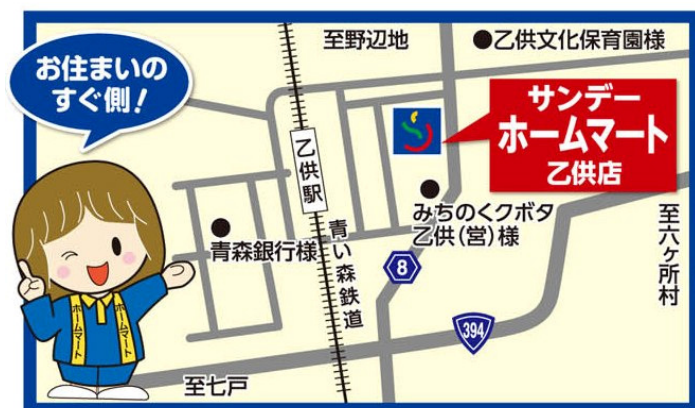 お住まいの
すぐ側！
至野辺地
●乙供文化保育園様
サンデー
ホームマート
乙供店
乙供駅
みちのくクボタ
乙供（営）様
青森銀行様
青い森鉄道
8
394
至六ヶ所村
至七戸
ホームマート
ホームマート